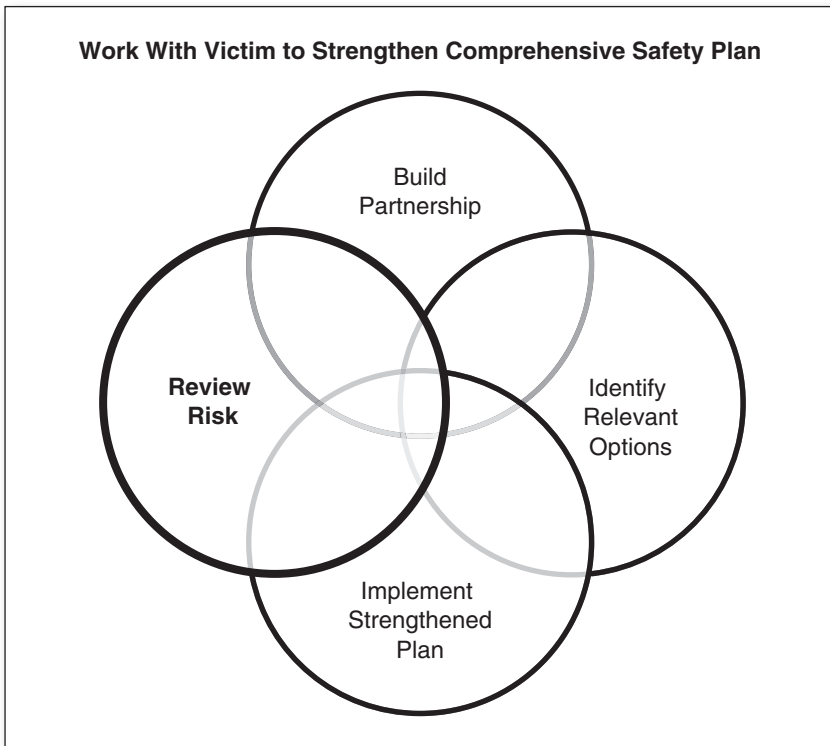 Work With Victim to Strengthen Comprehensive Safety Plan
Build
Partnership
Review
Risk
Identify
Relevant
Options
Implement
Strengthened
Plan